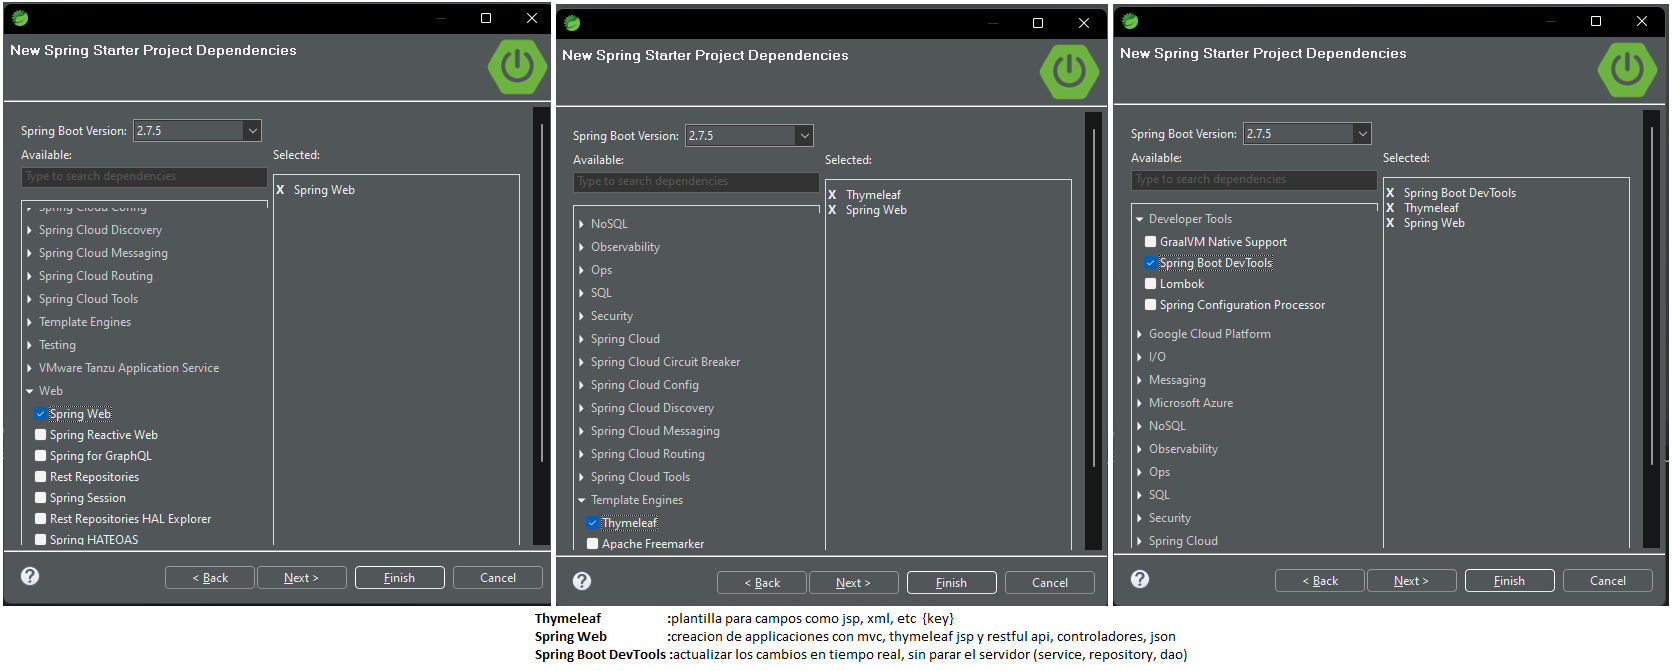 New Spring Starter Project Dependencies
Spring Boot Version: 2.7.5
Available:
Selected:
Type to search dependencies
X Spring Web
Spring Cloud Config
Spring Cloud Discovery
Spring Cloud Messaging
Spring Cloud Routing
Spring Cloud Tools
Template Engines
Testing
VMware Tanzu Application Service
Web
Spring Web
Spring Reactive Web
Spring for GraphQL
Rest Repositories
Spring Session
Rest Repositories HAL Explorer
Spring HATEOAS
?
< Back
Next >
Finish
Cancel
New Spring Starter Project Dependencies
Spring Boot Version: 2.7.5
Available:
Selected:
Type to search dependencies
X Thymeleaf
X Spring Web
NoSQL
Observability
Ops
SQL
Security
Spring Cloud
Spring Cloud Circuit Breaker
Spring Cloud Config
Spring Cloud Discovery
Spring Cloud Messaging
Spring Cloud Routing
Spring Cloud Tools
Template Engines
Thymeleaf
Apache Freemarker
?
< Back
Next >
Finish
Cancel
New Spring Starter Project Dependencies
Spring Boot Version: 2.7.5
Available:
Selected:
Type to search dependencies
X Spring Boot DevTools
X Thymeleaf
X Spring Web
Developer Tools
GraalVM Native Support
Spring Boot DevTools
Lombok
Spring Configuration Processor
Google Cloud Platform
I/O
Messaging
Microsoft Azure
NoSQL
Observability
Ops
SQL
Security
Spring Cloud
?
< Back
Next >
Finish
Cancel
Thymeleaf :plantilla para campos como jsp, xml, etc {key}
Spring Web :creacion de applicaciones con mvc, thymeleaf jsp y restful api, controladores, json
Spring Boot DevTools :actualizar los cambios en tiempo real, sin parar el servidor (service, repository, dao)